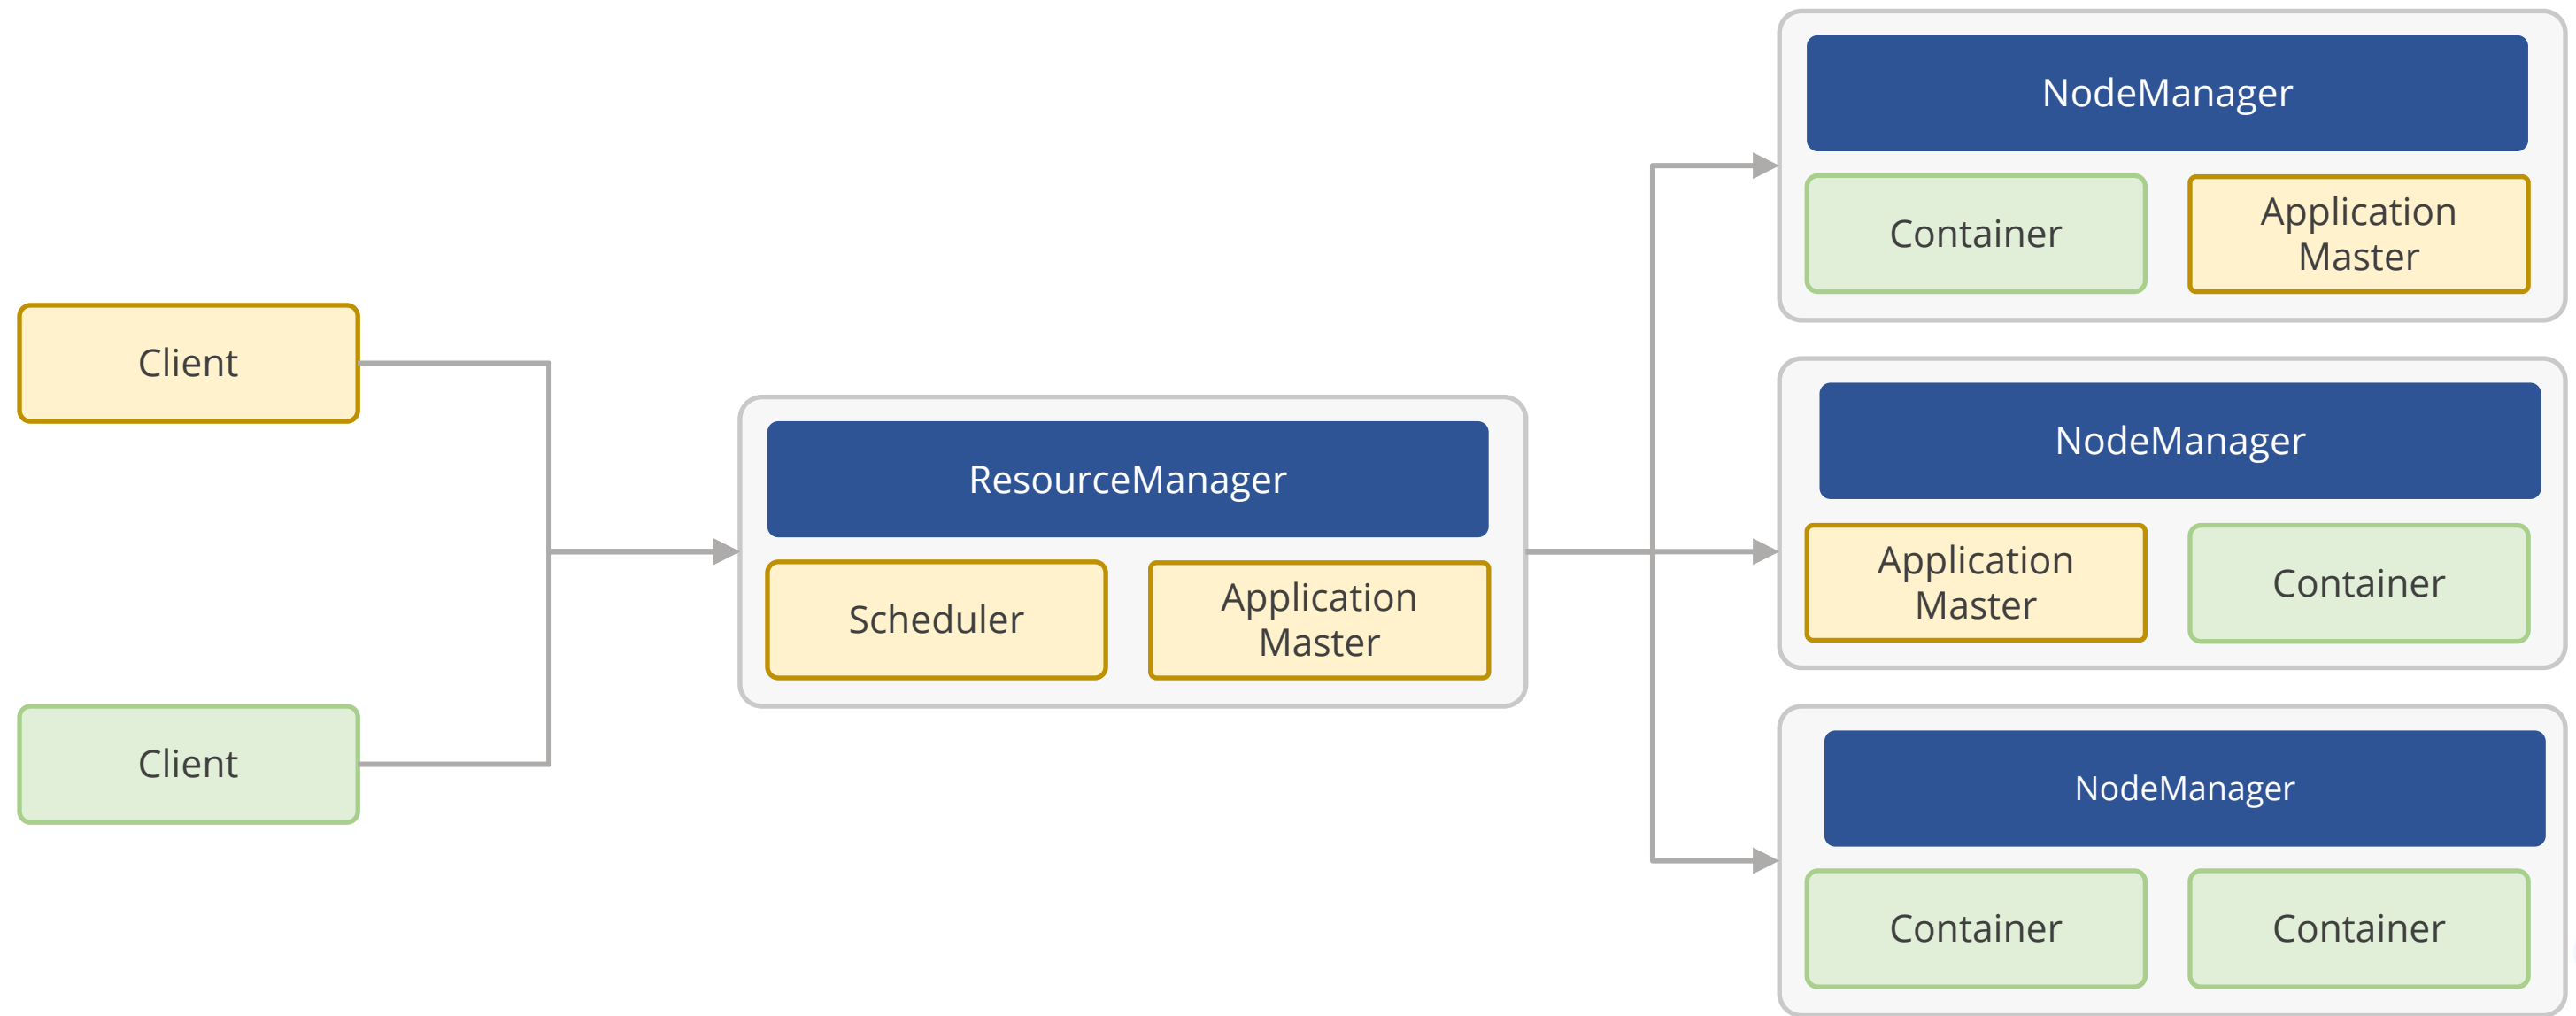 Client
Client
ResourceManager
Scheduler
Application
Master
NodeManager
Container
Application
Master
NodeManager
Application
Master
Container
NodeManager
Container
Container